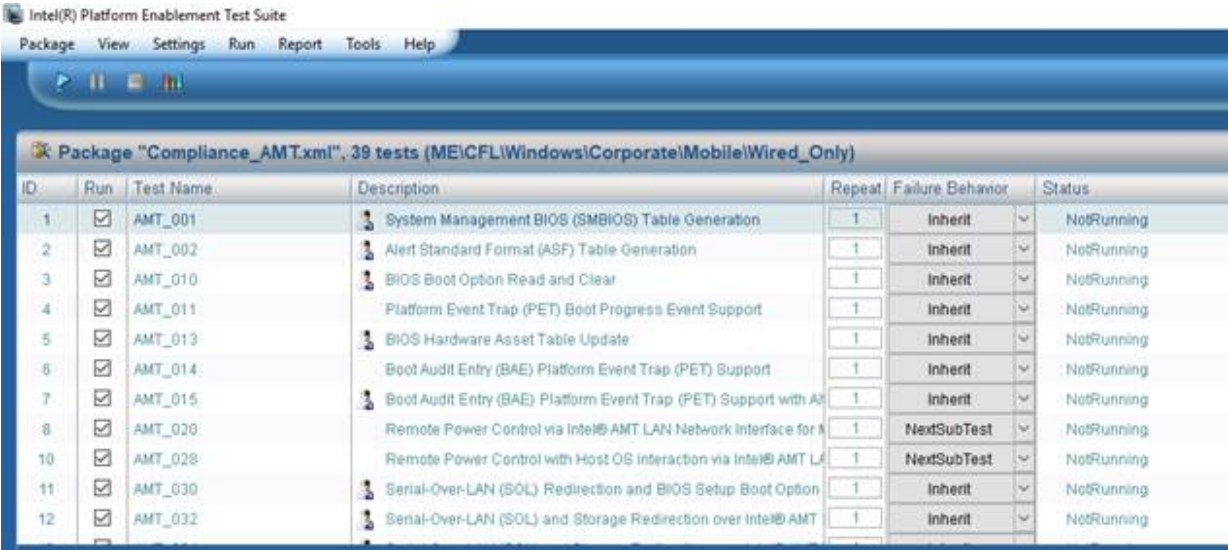 Intel(R) Platform Enablement Test Suite
Package View Settings Run Report Tools Help
Package "Compliance_AMT.xml", 39 tests (ME\CFL\Windows\Corporate\Mobile\Wired_Only)
ID Run Test Name Description Repeat Failure Behavior Status
1 AMT_001 System Management BIOS (SMBIOS) Table Generation 1 Inherit NotRunning
2 AMT_002 Alert Standard Format (ASF) Table Generation 1 Inherit NotRunning
3 AMT_010 BIOS Boot Option Read and Clear 1 Inherit NotRunning
4 AMT_011 Platform Event Trap (PET) Boot Progress Event Support 1 Inherit NotRunning
5 AMT_013 BIOS Hardware Asset Table Update 1 Inherit NotRunning
6 AMT_014 Boot Audit Entry (BAE) Platform Event Trap (PET) Support 1 Inherit NotRunning
7 AMT_015 Boot Audit Entry (BAE) Platform Event Trap (PET) Support with 1 Inherit NotRunning
8 AMT_020 Remote Power Control via Intel® AMT LAN Network Interface for 1 NextSubTest NotRunning
10 AMT_028 Remote Power Control with Host OS interaction via Intel® AMT 1 NextSubTest NotRunning
11 AMT_030 Serial-Over-LAN (SOL) Redirection and BIOS Setup Boot Option 1 Inherit NotRunning
12 AMT_032 Serial-Over-LAN (SOL) and Storage Redirection over Intel® AMT 1 Inherit NotRunning